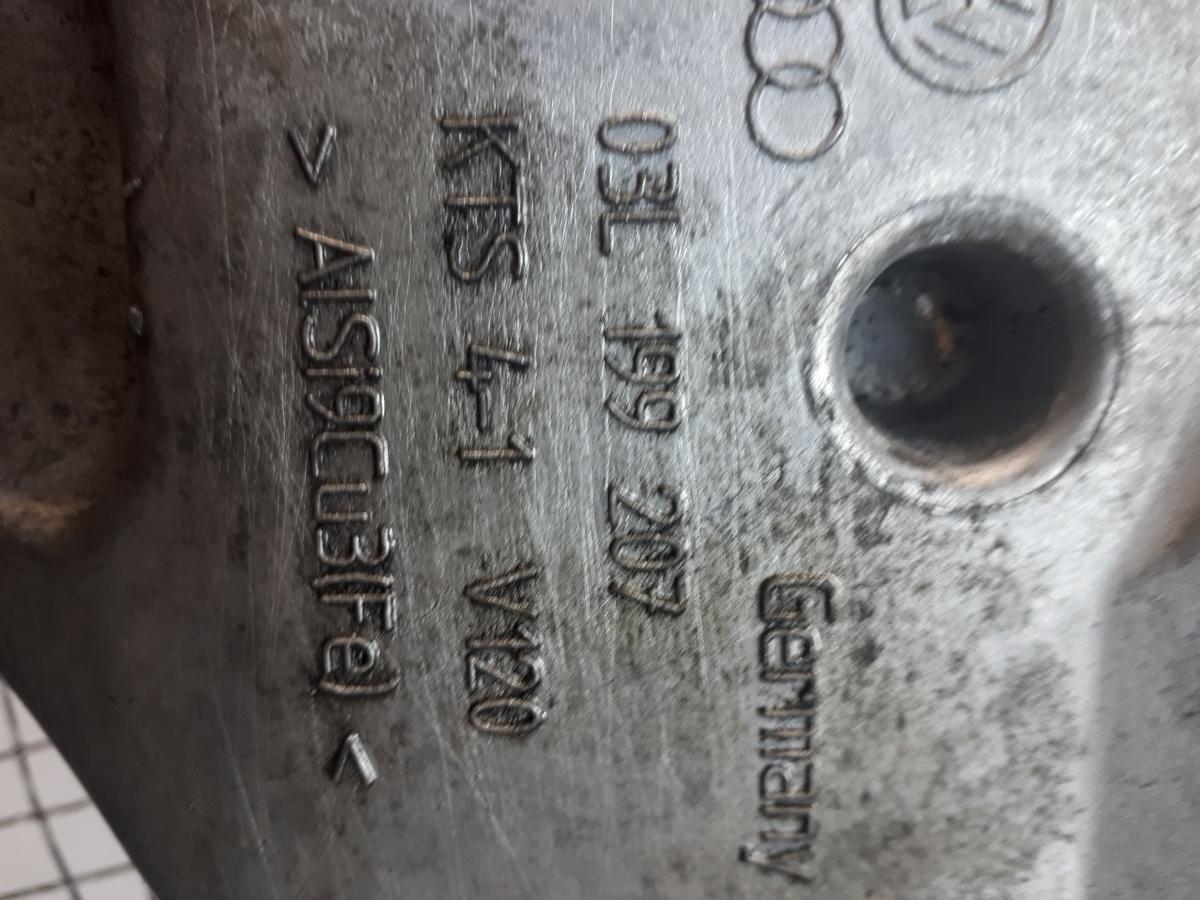 Germany
03L 199 207
KTS 4-1 V120
> AlSi9Cu3(Fe) <